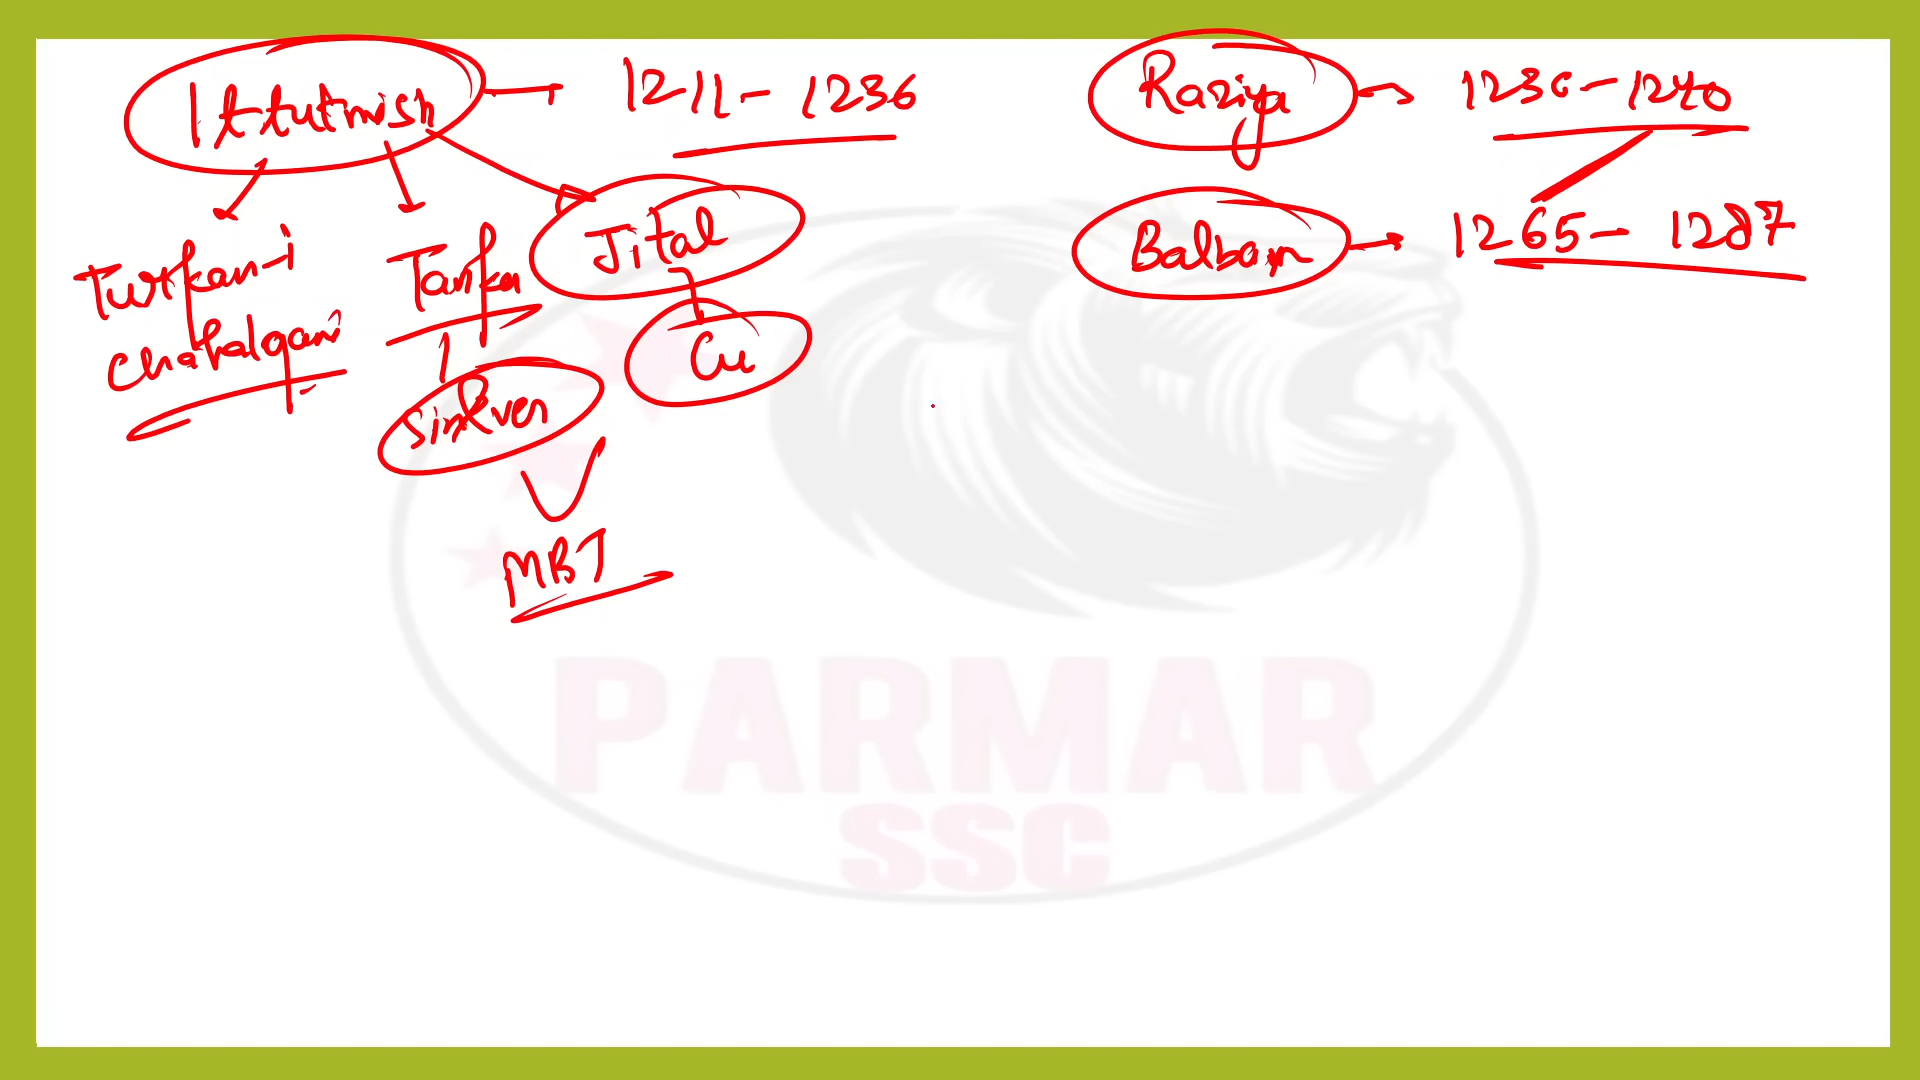 Iltutmish → 1211 - 1236
Turkan-i
chahalgani
Tanka
Silver
MBT
Jital
Cu
Raziya → 1236 - 1240
Balban → 1265 - 1287
PARMAR
SSC